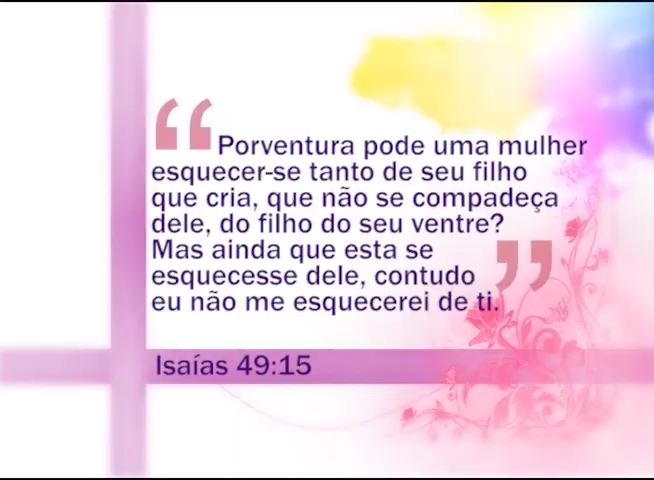 “Porventura pode uma mulher
esquecer-se tanto de seu filho
que cria, que não se compadeça
dele, do filho do seu ventre?
Mas ainda que esta se
esquecesse dele, contudo
eu não me esquecerei de ti.”
Isaías 49:15